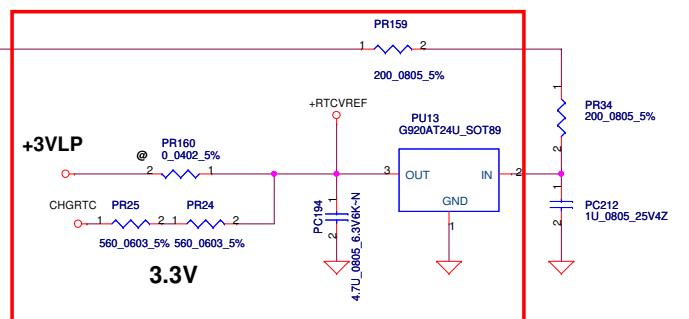 PR159
1
2
200_0805_5%
+RTCVREF
PU13
G920AT24U_SOT89
1
PR34
200_0805_5%
2
+3VLP
@
PR160
0_0402_5%
2
1
3
OUT
IN
2
GND
1
CHGRTC
PR25
PR24
1
2
1
2
560_0603_5%
560_0603_5%
3.3V
1
PC194
2
4.7U_0805_6.3V6K-N
1
PC212
1U_0805_25V4Z
2